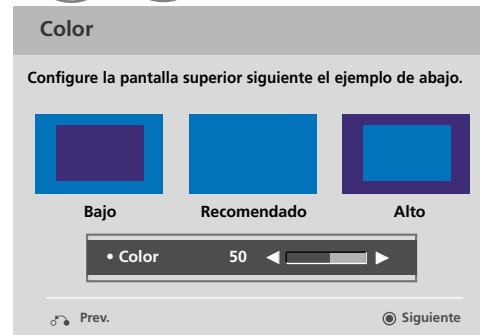 Color
Configure la pantalla superior siguiente el ejemplo de abajo.
Bajo Recomendado Alto
• Color 50
Prev. Siguiente